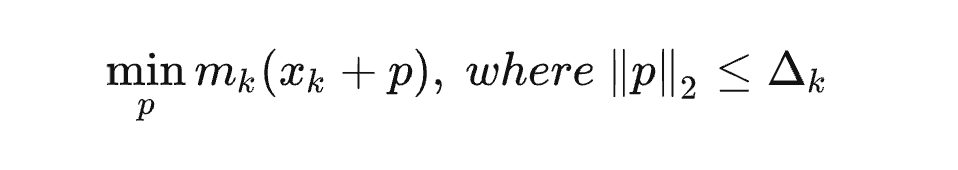 min_p m_k(x_k + p), where ‖p‖_2 ≤ Δ_k